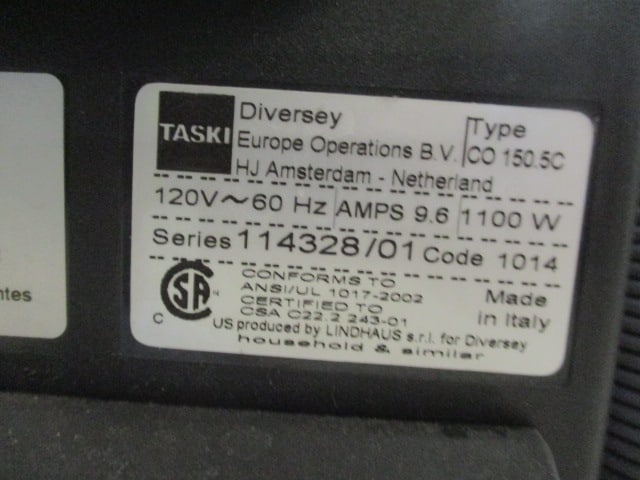 TASKI
Diversey
Europe Operations B.V.
HJ Amsterdam - Netherland
Type
CO 150.5C
120V~60 Hz AMPS 9.6 1100 W
Series 114328/01 Code 1014
CSA
C US
CONFORMS TO
ANSI/UL 1017-2002
CERTIFIED TO
CSA C22.2 243-01
Made
in Italy
produced by LINDHAUS s.r.l. for Diversey
household & similar
ntes